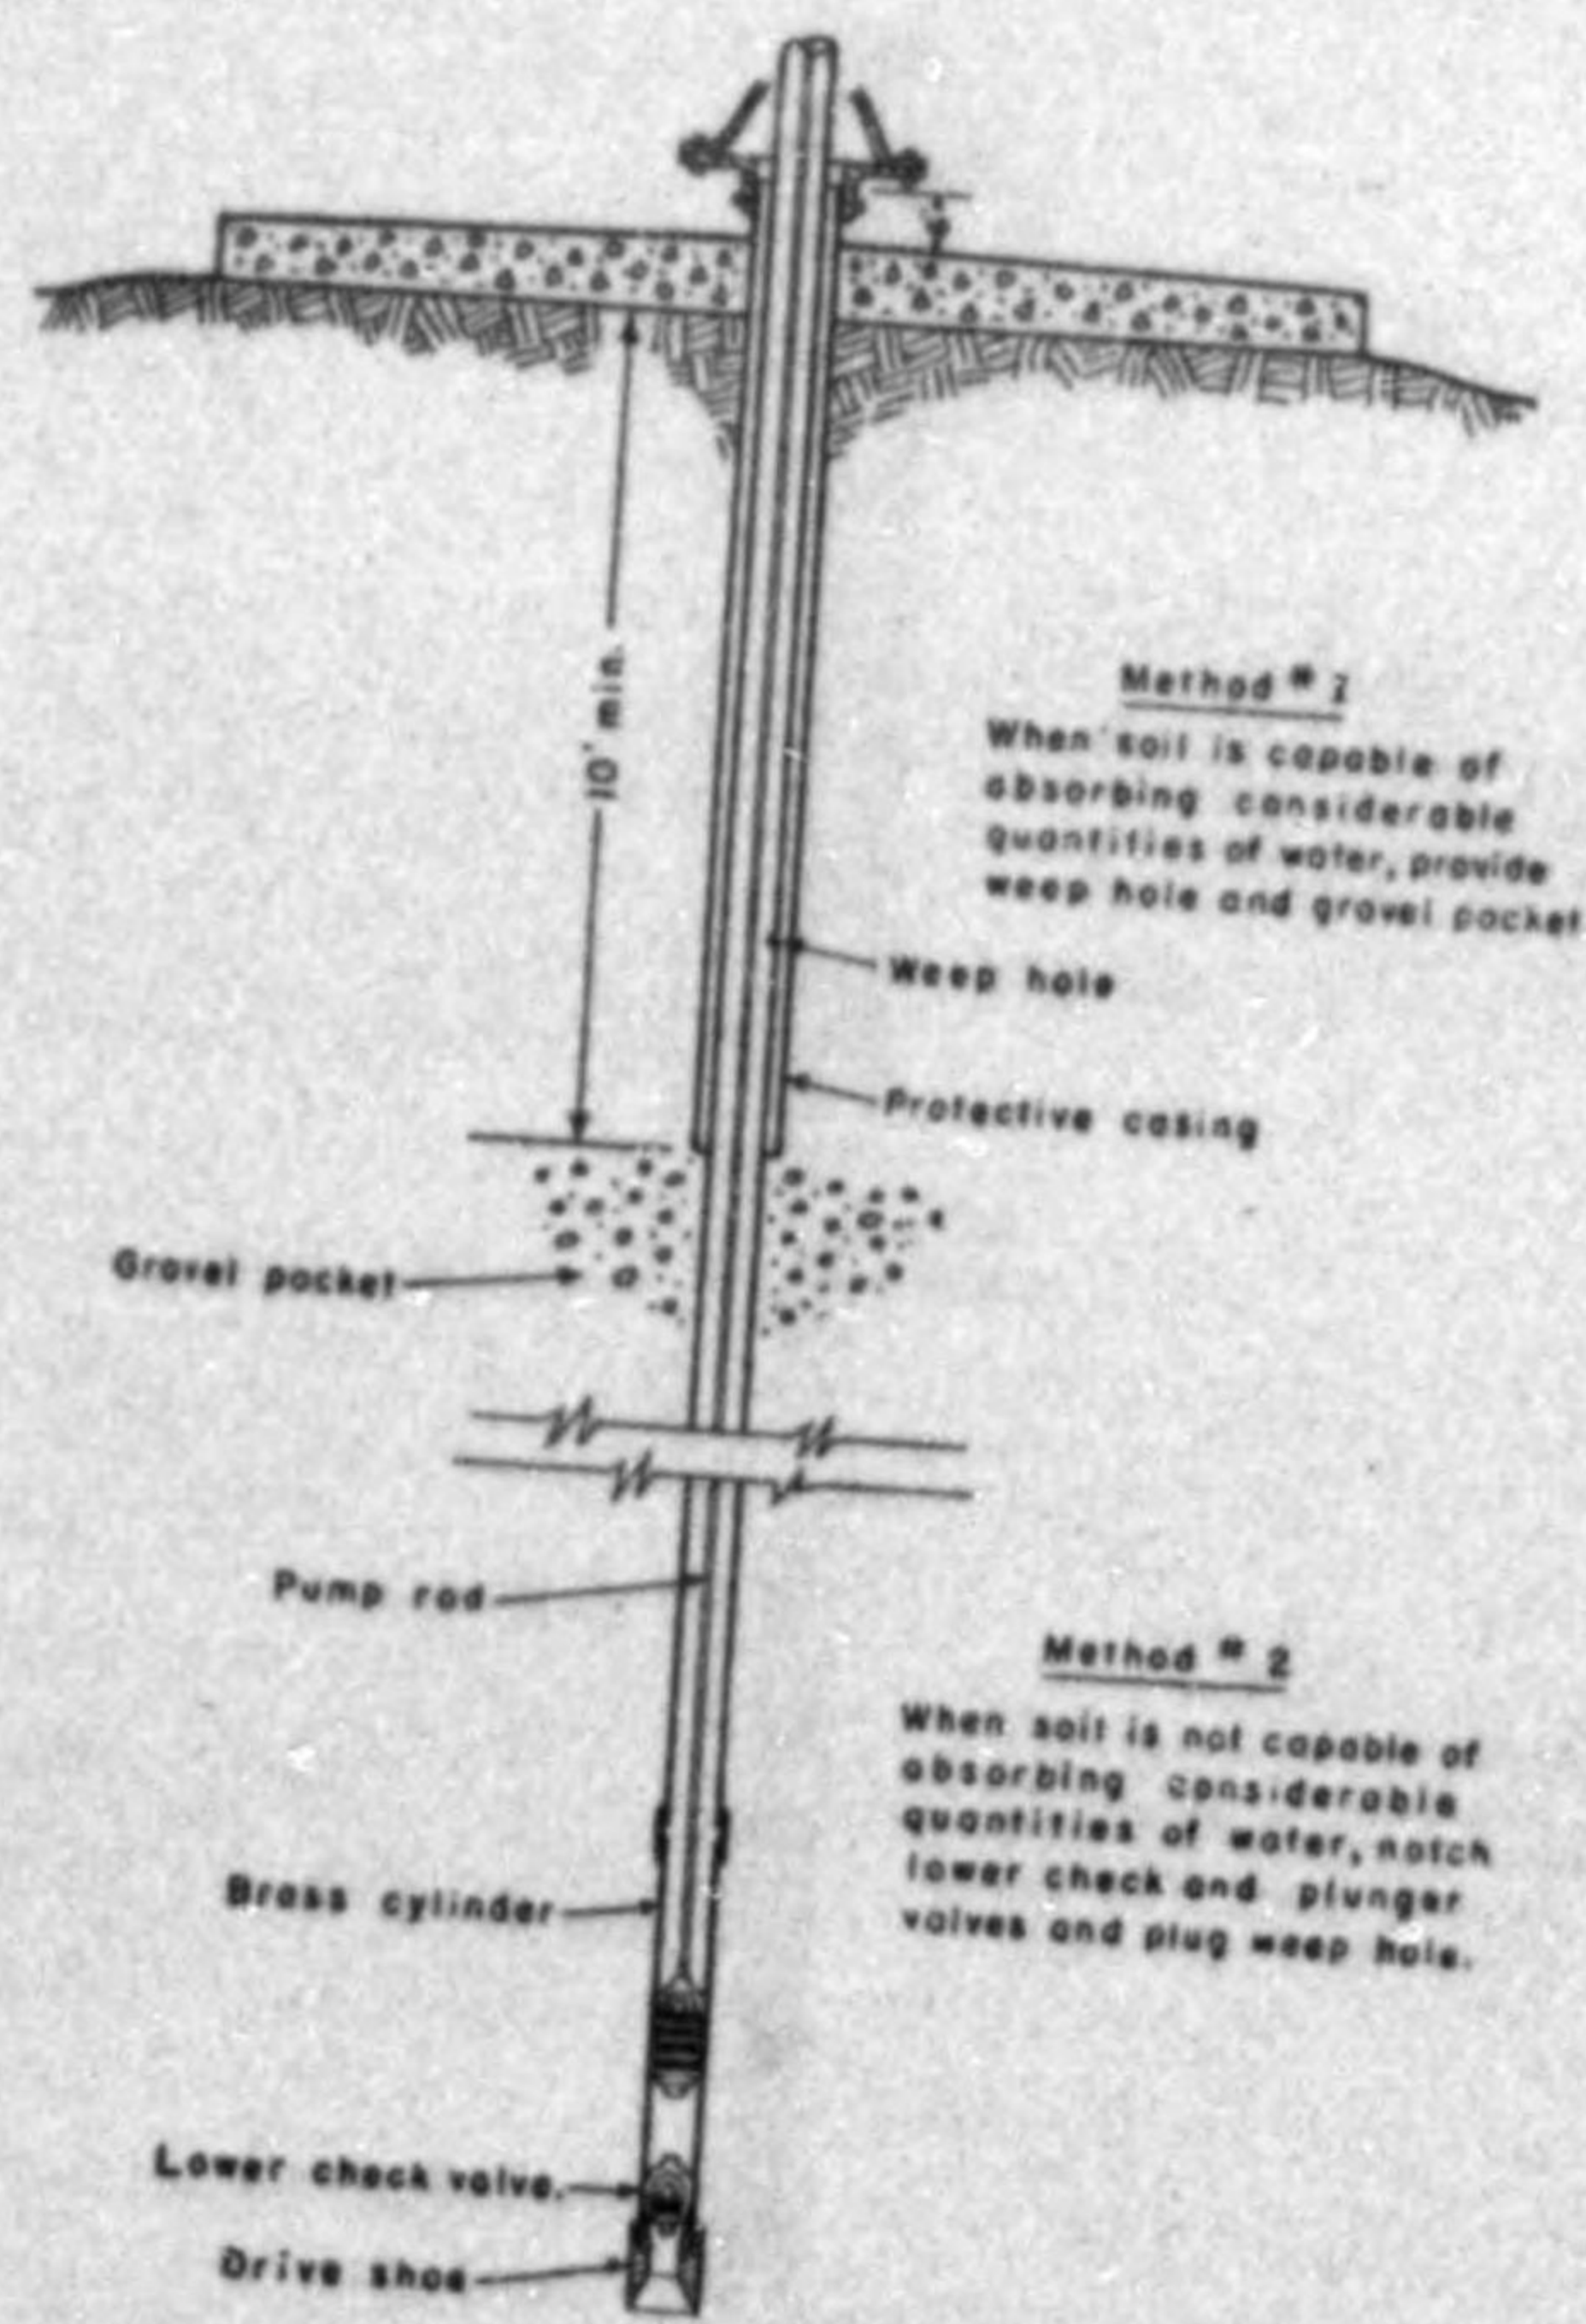 10' min.
Method # 1
When soil is capable of
absorbing considerable
quantities of water, provide
weep hole and gravel pocket
Weep hole
Protective casing
Gravel pocket
Pump rod
Method # 2
When soil is not capable of
absorbing considerable
quantities of water, notch
lower check and plunger
valves and plug weep hole.
Brass cylinder
Lower check valve.
Drive shoe